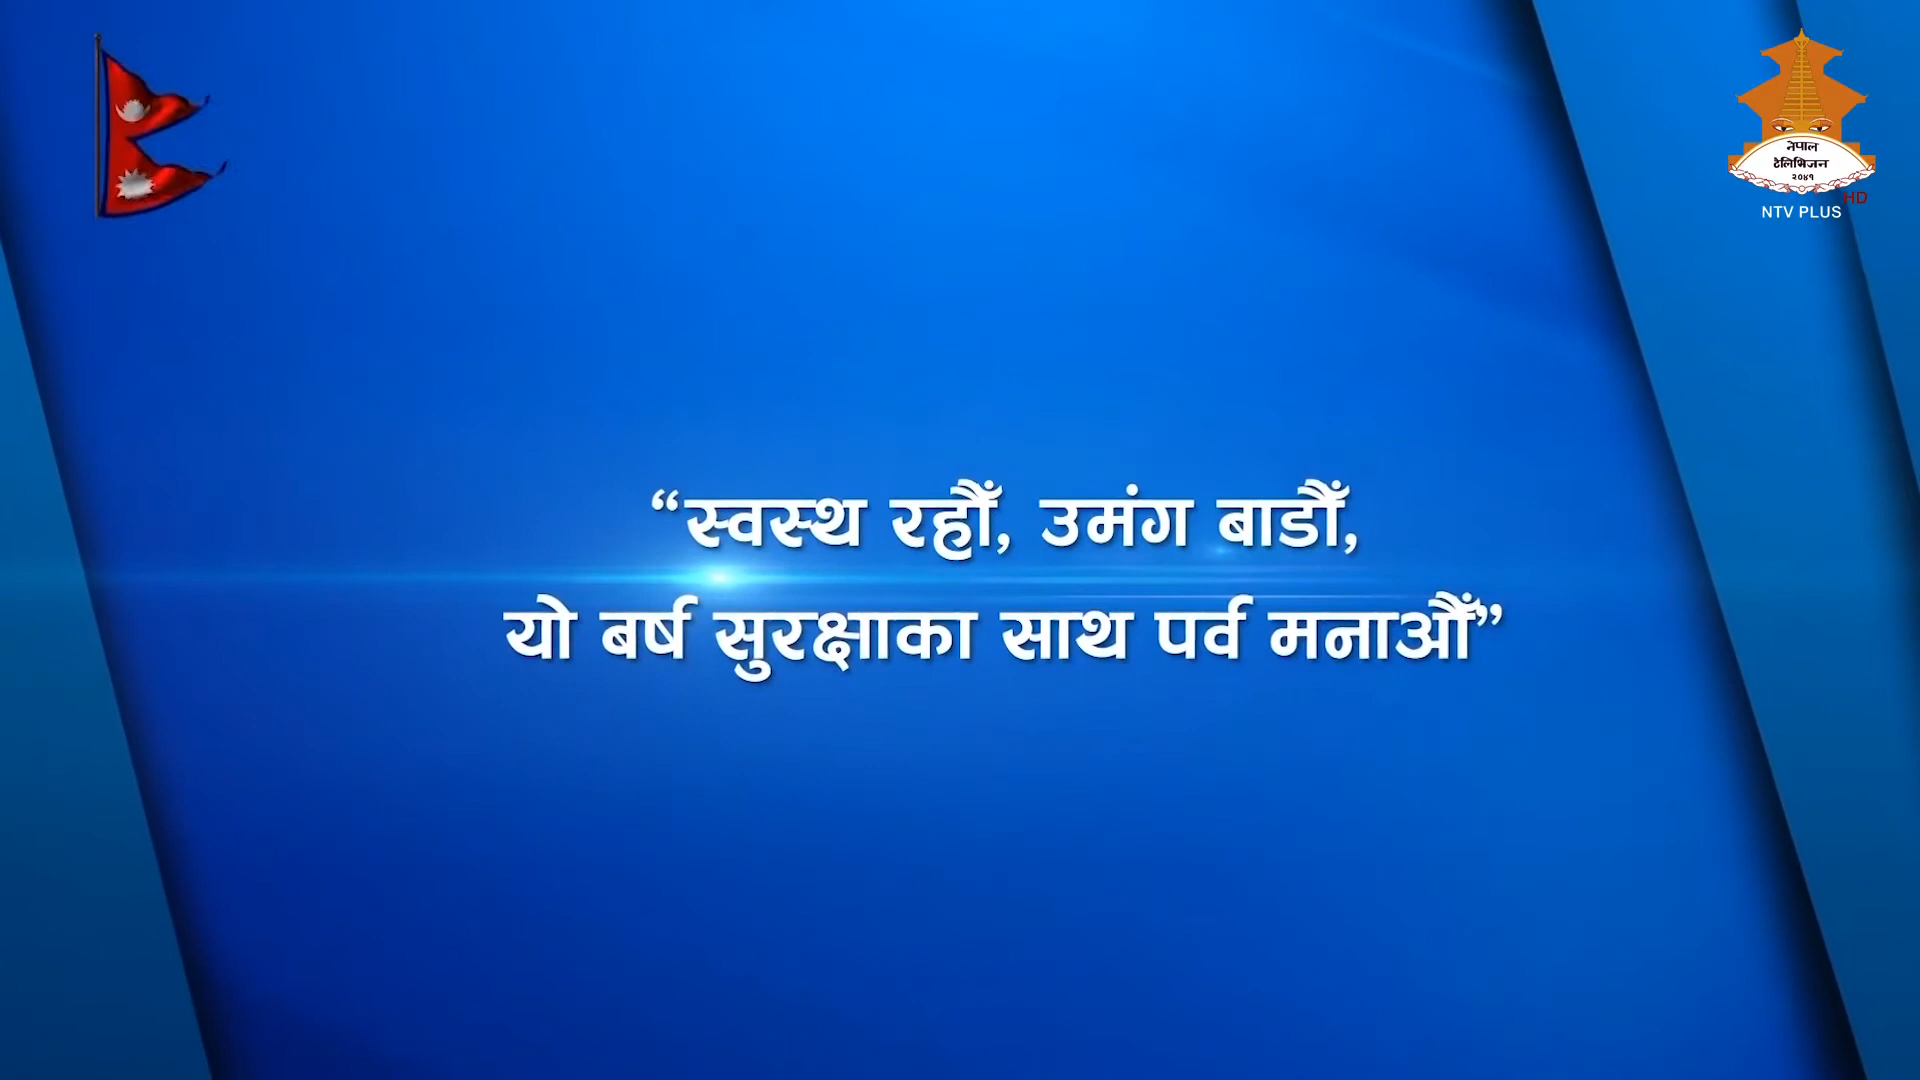 नेपाल
टेलिभिजन
२०४१
HD
NTV PLUS
“स्वस्थ रहौँ, उमंग बाडौँ,
यो बर्ष सुरक्षाका साथ पर्व मनाऔँ”